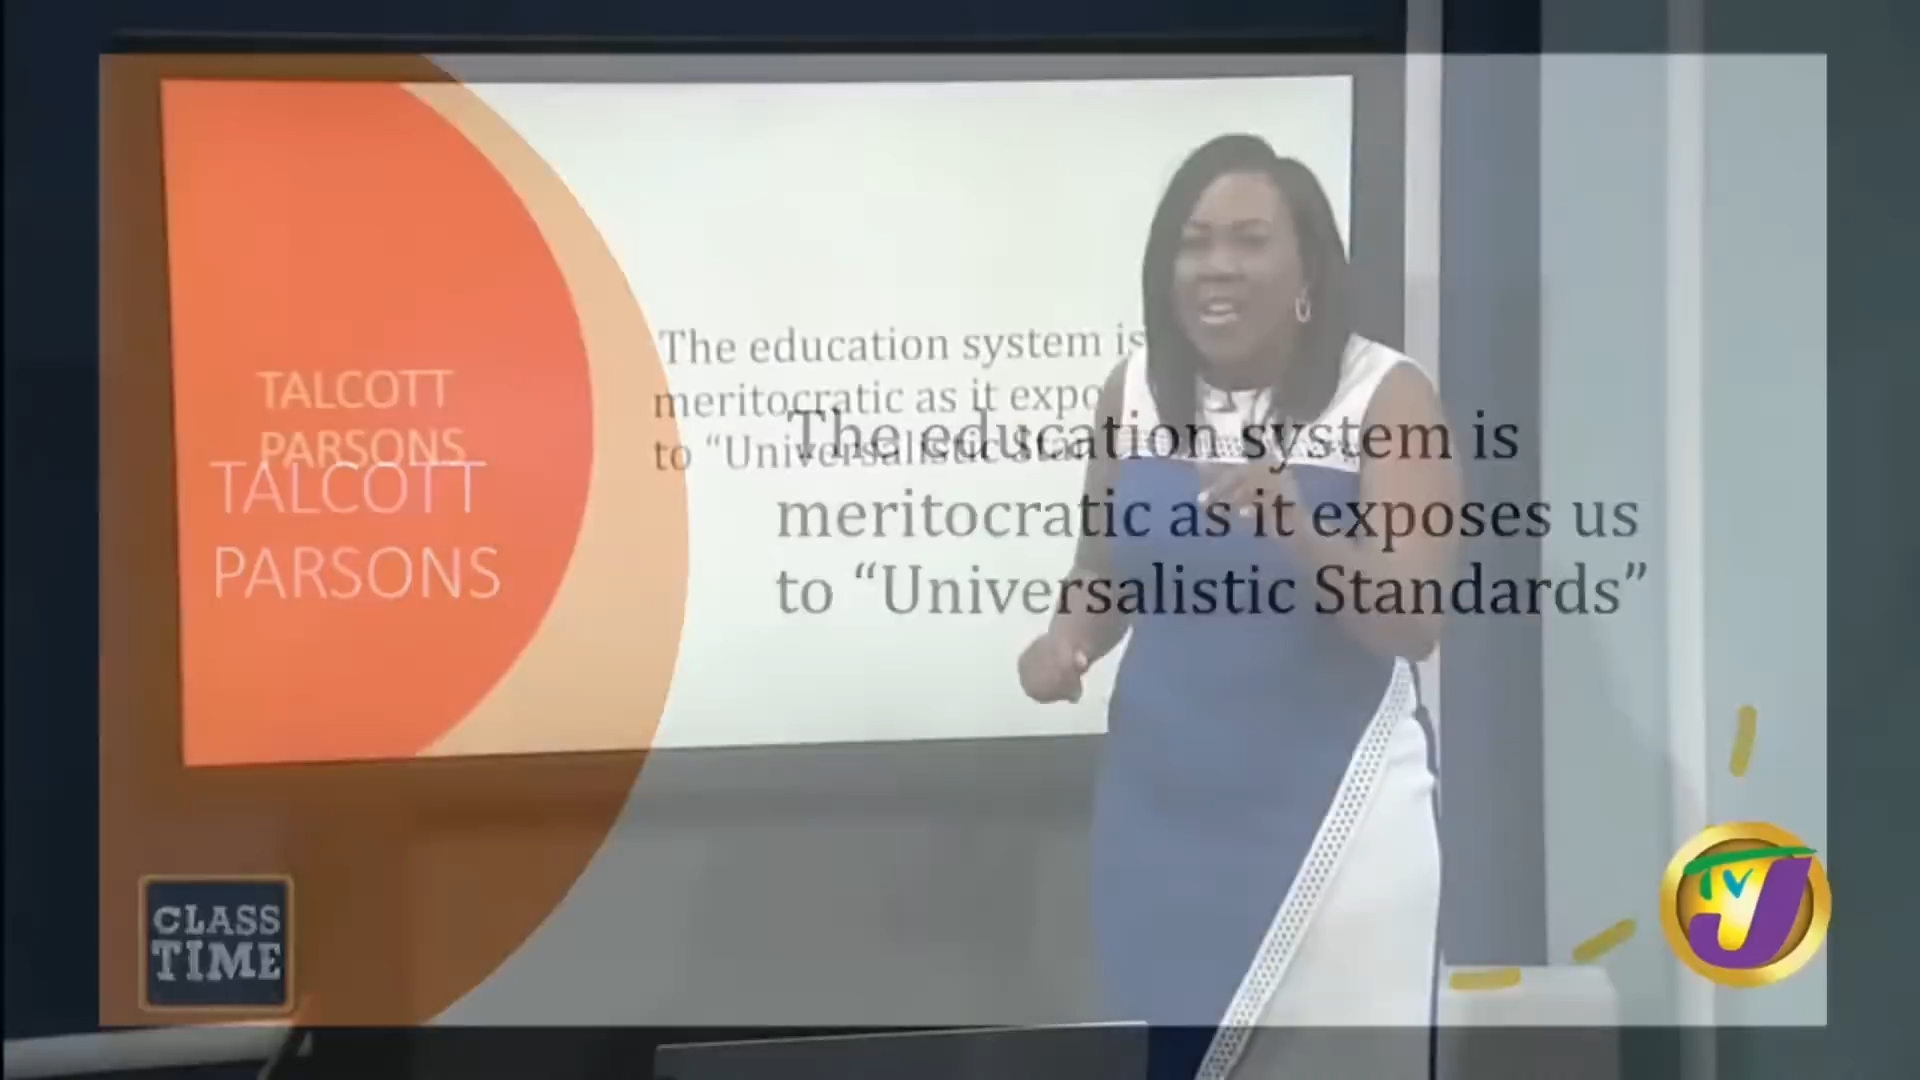 TALCOTT
PARSONS
The education system is
meritocratic as it expo
to “Universalistic Sta
TALCOTT
PARSONS
The education system is
meritocratic as it exposes us
to “Universalistic Standards”
CLASS
TIME
TVJ